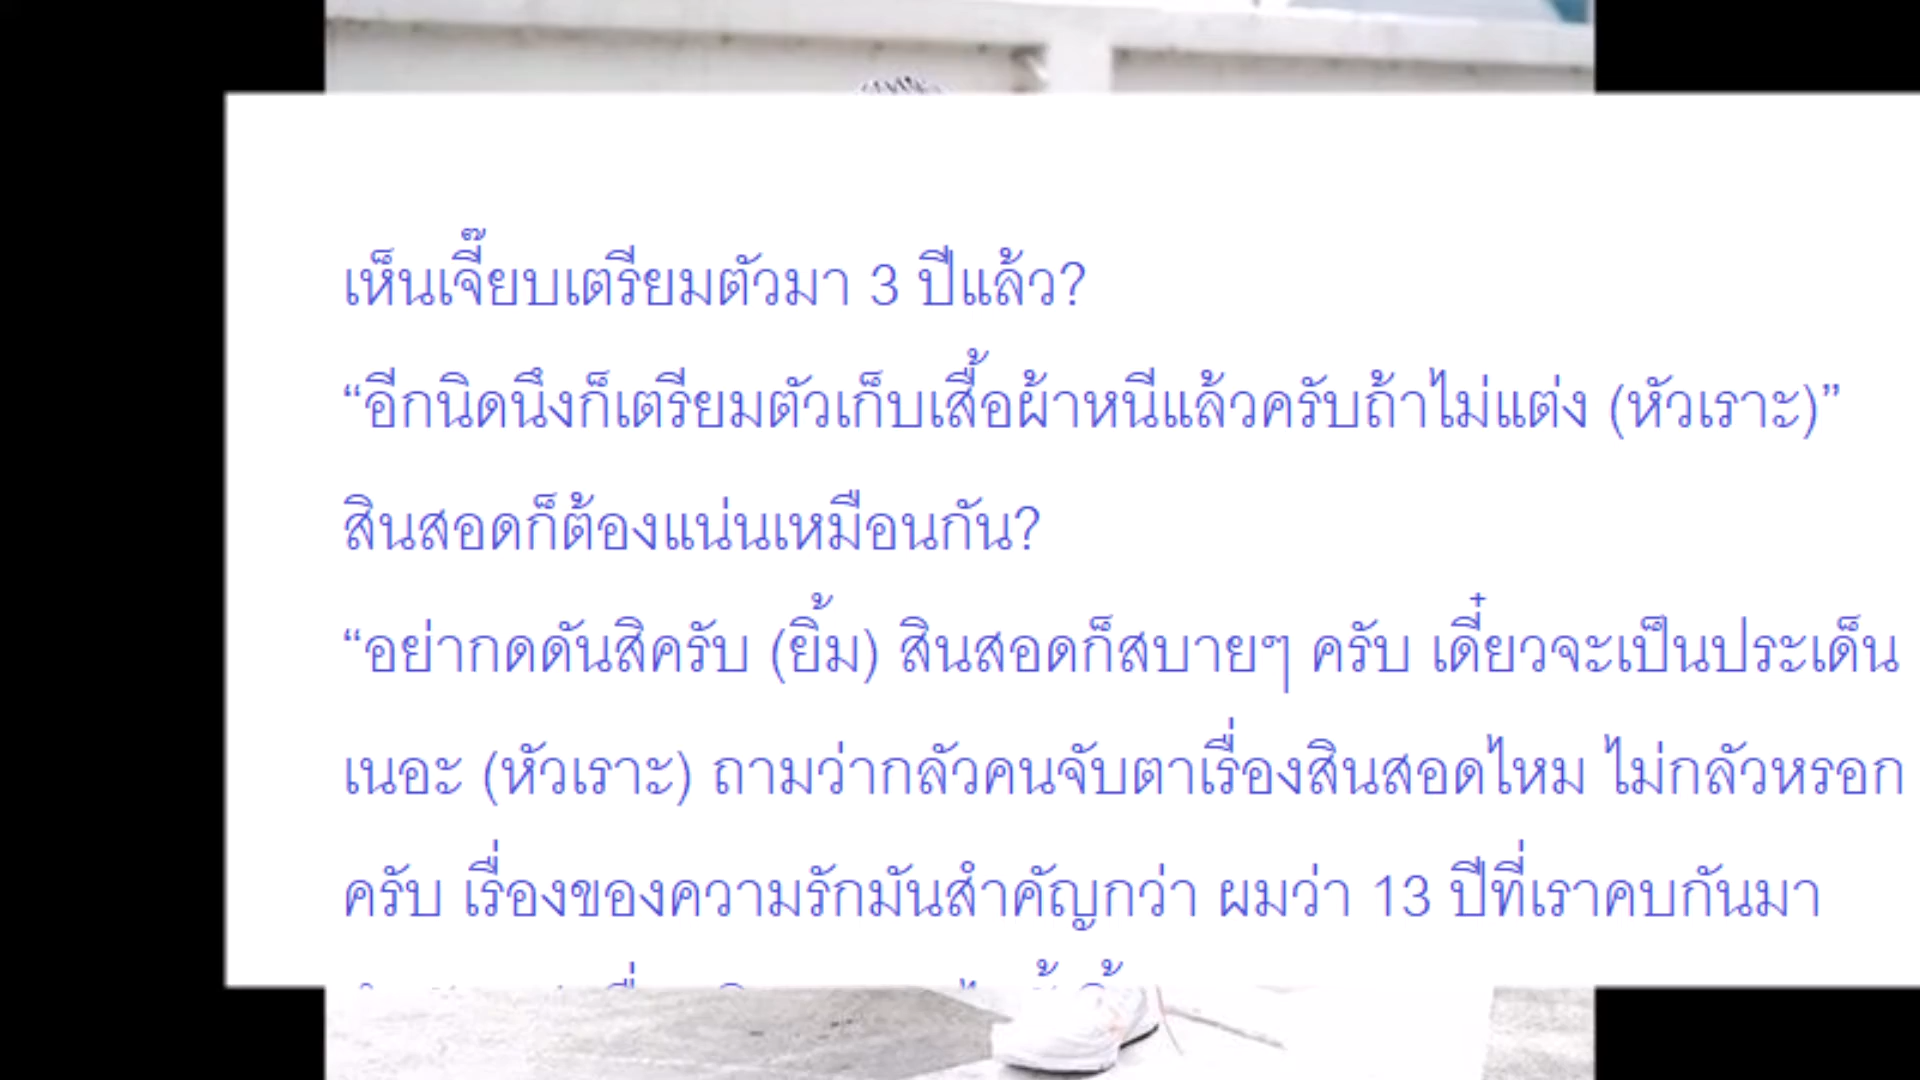 เห็นเจี๊ยบเตรียมตัวมา 3 ปีแล้ว?
“อีกนิดนึงก็เตรียมตัวเก็บเสื้อผ้าหนีแล้วครับถ้าไม่แต่ง (หัวเราะ)”
สินสอดก็ต้องแน่นเหมือนกัน?
“อย่ากดดันสิครับ (ยิ้ม) สินสอดก็สบายๆ ครับ เดี๋ยวจะเป็นประเด็น
เนอะ (หัวเราะ) ถามว่ากลัวคนจับตาเรื่องสินสอดไหม ไม่กลัวหรอก
ครับ เรื่องของความรักมันสำคัญกว่า ผมว่า 13 ปีที่เราคบกันมา